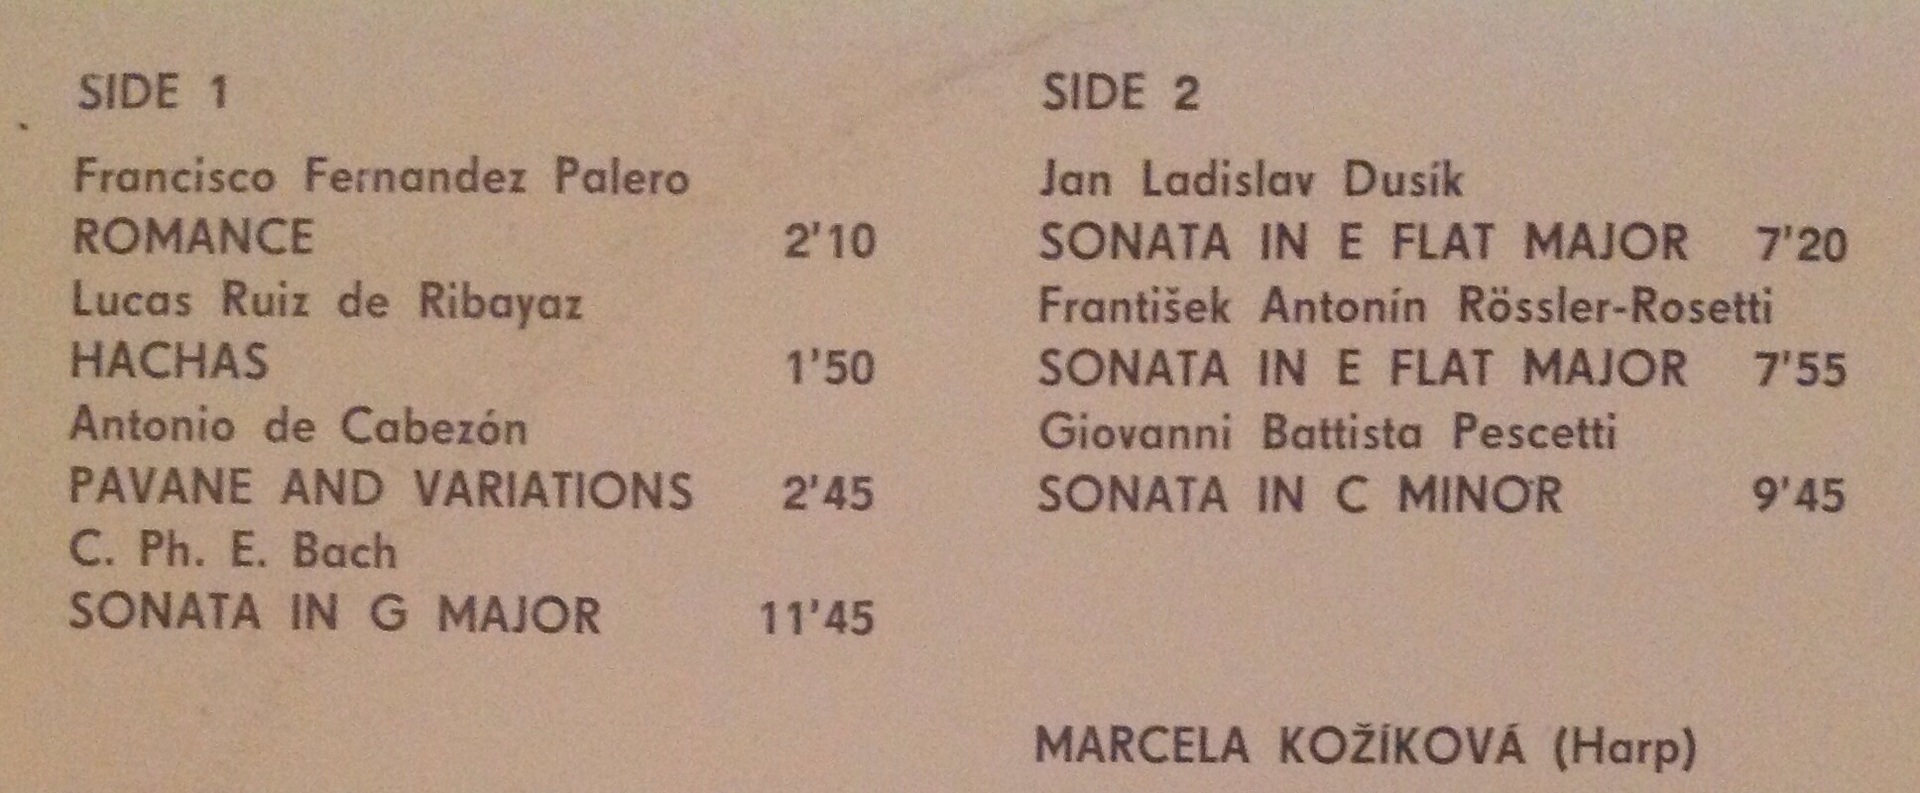 SIDE 1
Francisco Fernandez Palero
ROMANCE 2'10
Lucas Ruiz de Ribayaz
HACHAS 1'50
Antonio de Cabezón
PAVANE AND VARIATIONS 2'45
C. Ph. E. Bach
SONATA IN G MAJOR 11'45
SIDE 2
Jan Ladislav Dusík
SONATA IN E FLAT MAJOR 7'20
František Antonín Rössler-Rosetti
SONATA IN E FLAT MAJOR 7'55
Giovanni Battista Pescetti
SONATA IN C MINOR 9'45
MARCELA KOŽÍKOVÁ (Harp)